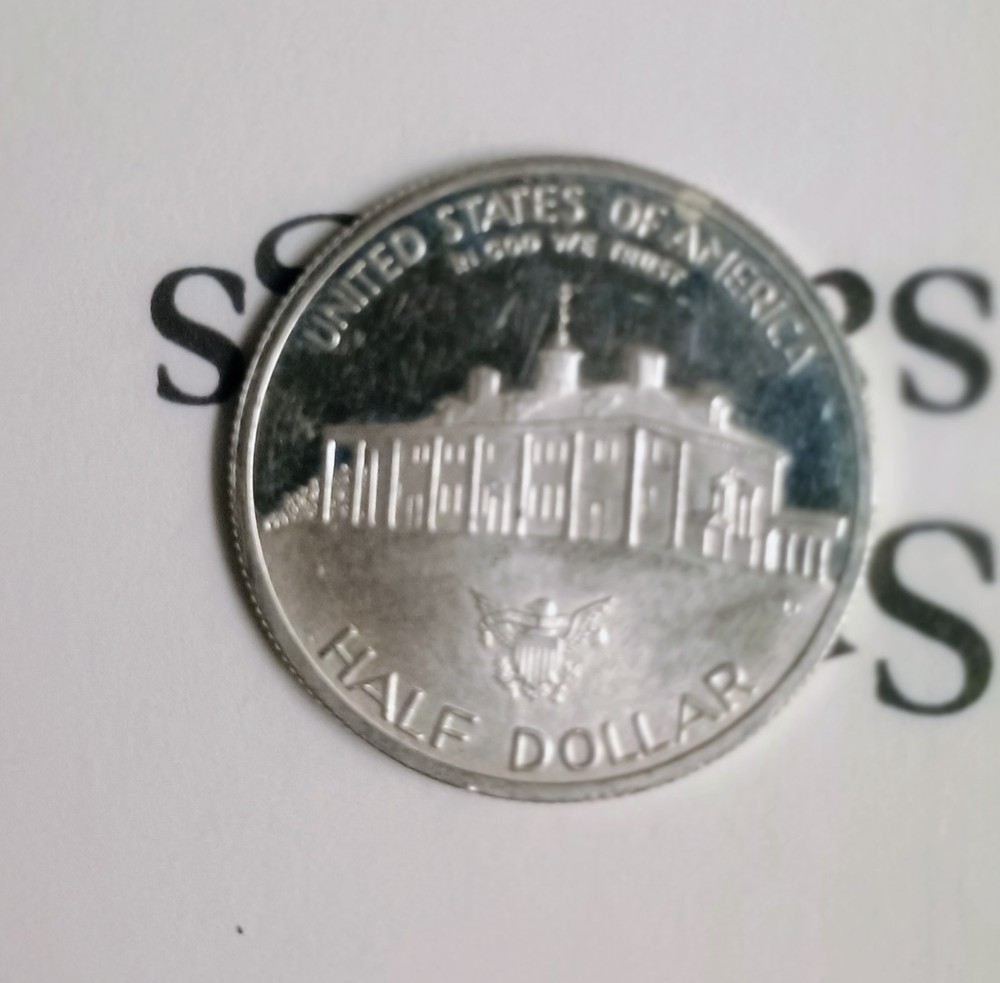 UNITED STATES OF AMERICA
IN GOD WE TRUST
HALF DOLLAR